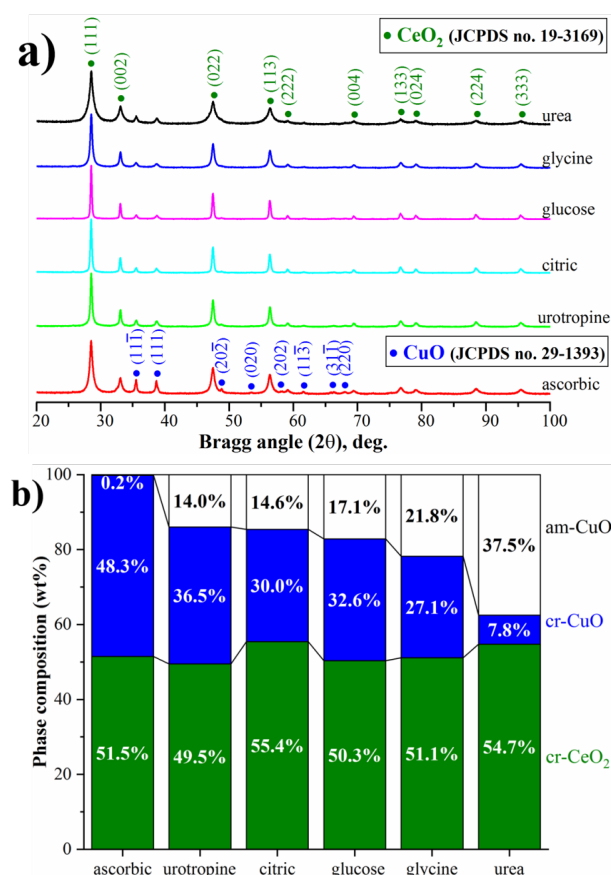 a)
(111)
(002)
(022)
(113)
(222)
(004)
(133)
(024)
(224)
(333)
● CeO₂ (JCPDS no. 19-3169)
urea
glycine
glucose
citric
urotropine
● CuO (JCPDS no. 29-1393)
ascorbic
(111̅)
(111)
(202̅)
(020)
(202)
(113̅)
(311̅)
(220)
20 30 40 50 60 70 80 90 100
Bragg angle (2θ), deg.
b)
Phase composition (wt%)
100
80
60
40
20
0
0.2% 14.0% 14.6% 17.1% 21.8% 37.5%
48.3% 36.5% 30.0% 32.6% 27.1% 7.8%
51.5% 49.5% 55.4% 50.3% 51.1% 54.7%
am-CuO
cr-CuO
cr-CeO₂
ascorbic urotropine citric glucose glycine urea